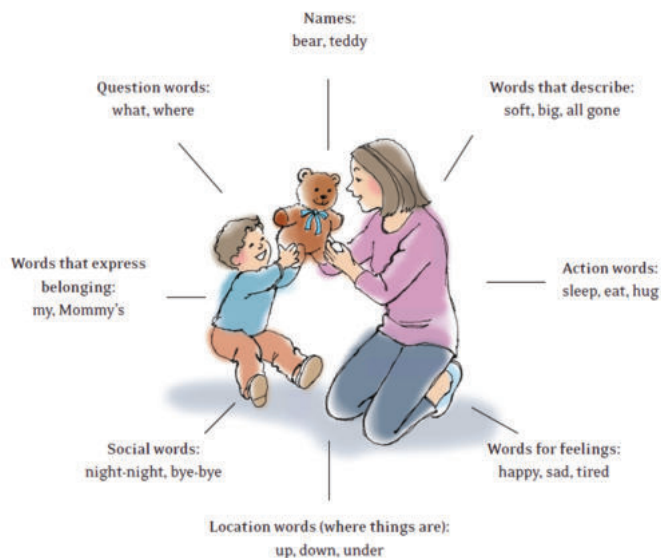 Names:
bear, teddy
Question words:
what, where
Words that describe:
soft, big, all gone
Words that express
belonging:
my, Mommy's
Action words:
sleep, eat, hug
Social words:
night-night, bye-bye
Words for feelings:
happy, sad, tired
Location words (where things are):
up, down, under